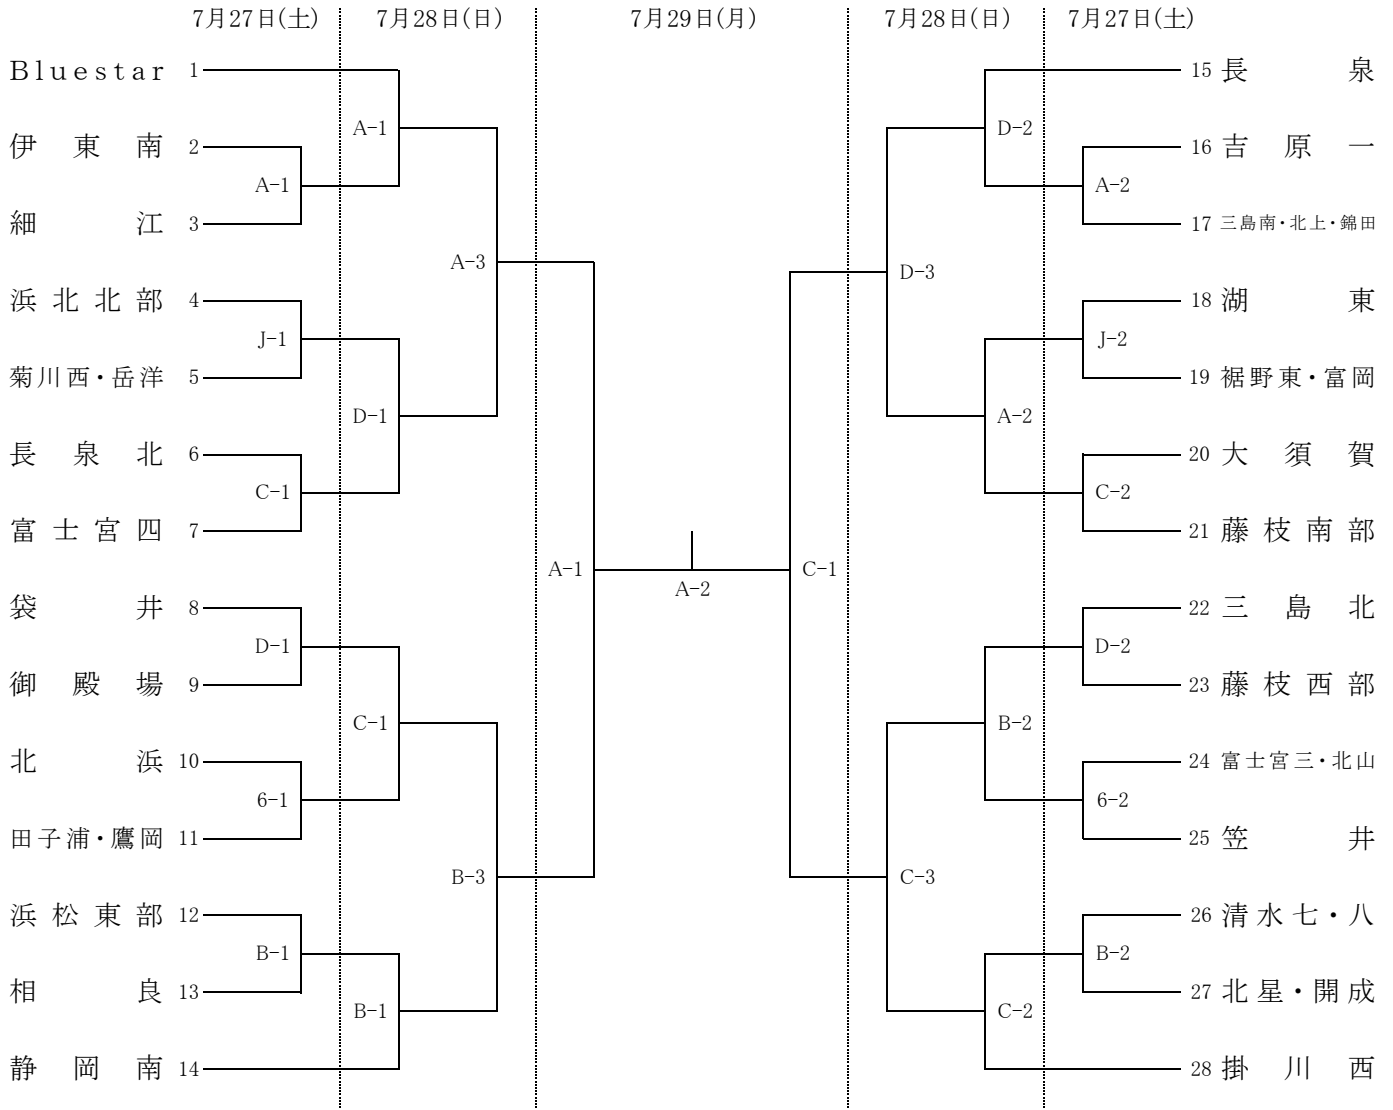 7月27日(土) 7月28日(日) 7月29日(月) 7月28日(日) 7月27日(土)
Bluestar 1
15 長泉
A-1 D-2
伊東南 2
16 吉原一
A-1 A-2
細江 3
17 三島南・北上・錦田
A-3 D-3
浜北北部 4
18 湖東
J-1 J-2
菊川西・岳洋 5
19 裾野東・富岡
D-1 A-2
長泉北 6
20 大須賀
C-1 C-2
富士宮四 7
21 藤枝南部
A-1 C-1
A-2
袋井 8
22 三島北
D-1 D-2
御殿場 9
23 藤枝西部
C-1 B-2
北浜 10
24 富士宮三・北山
6-1 6-2
田子浦・鷹岡 11
25 笠井
B-3 C-3
浜松東部 12
26 清水七・八
B-1 B-2
相良 13
27 北星・開成
B-1 C-2
静岡南 14
28 掛川西